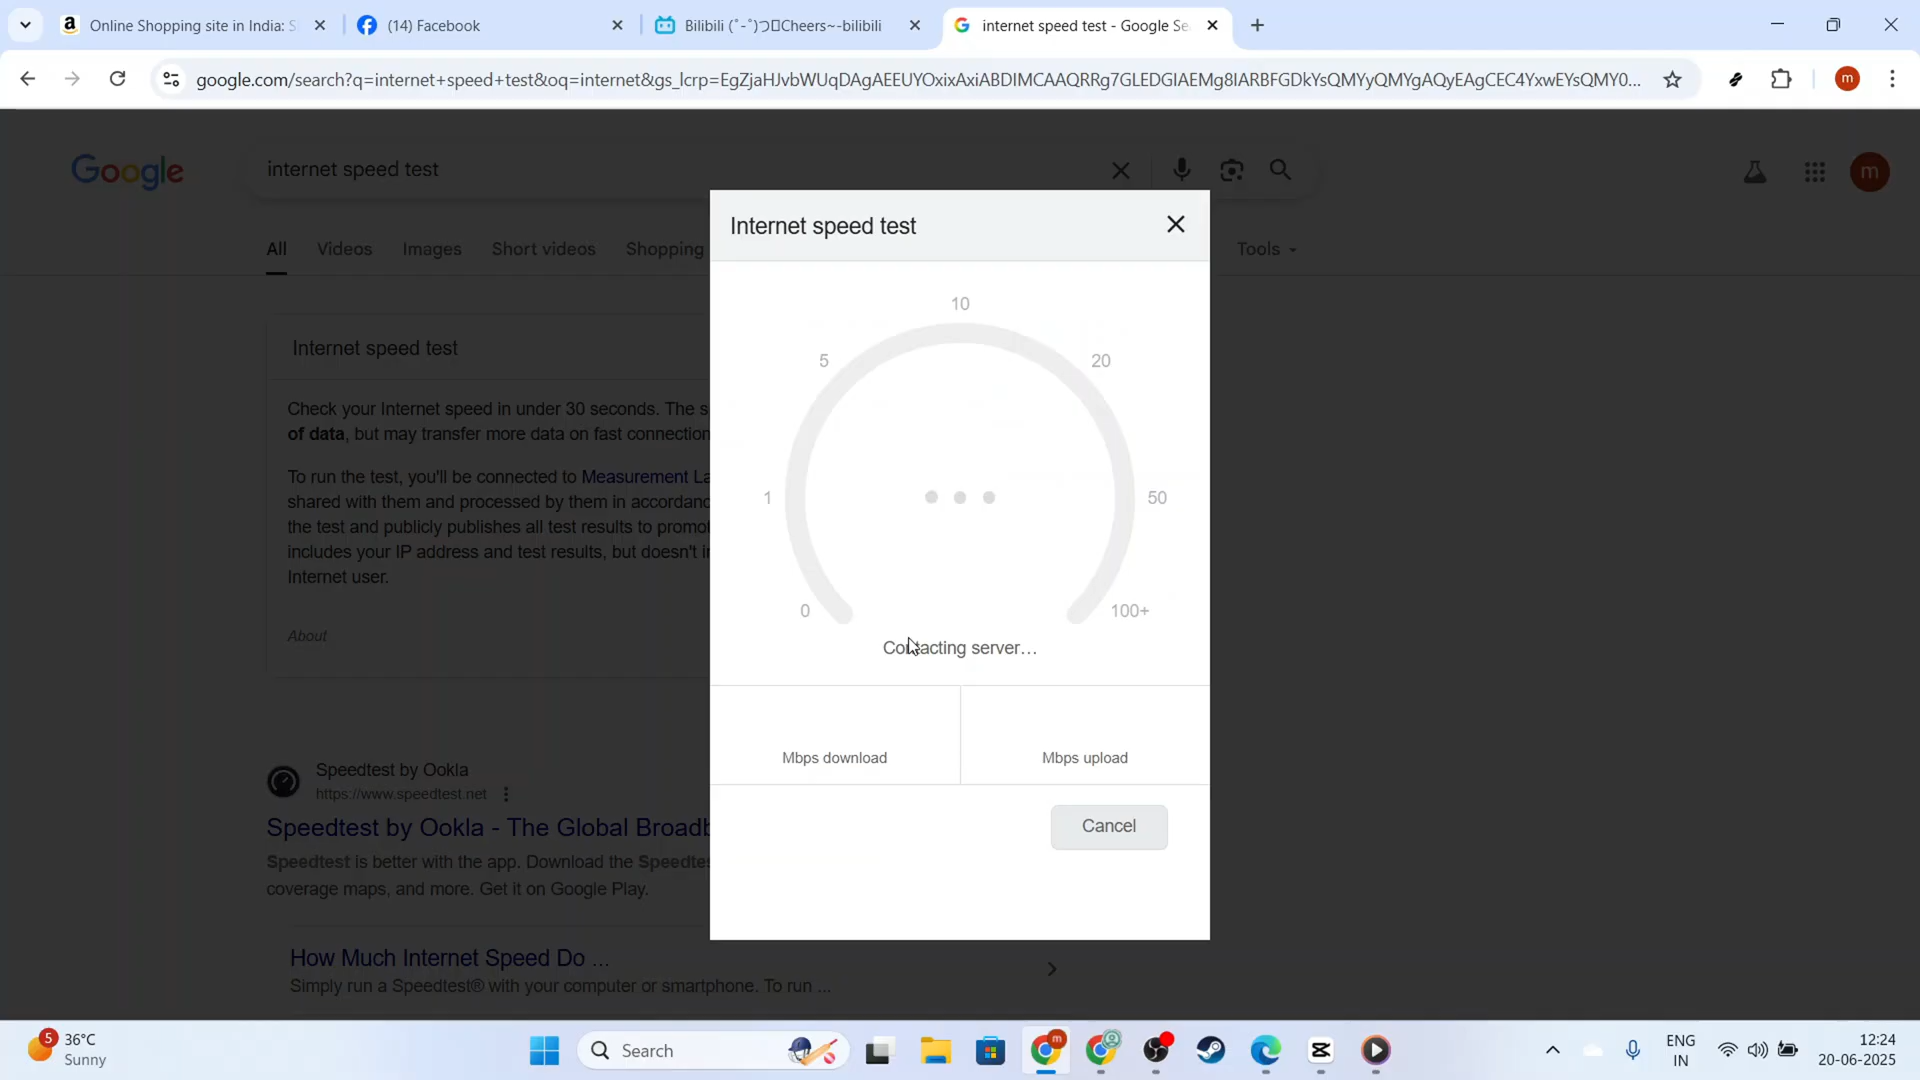 Online Shopping site in India: S
(14) Facebook
Bilibili (ﾟ-ﾟ)つロCheers~-bilibili
internet speed test - Google Se
google.com/search?q=internet+speed+test&oq=internet&gs_lcrp=EgZjaHJvbWUqDAgAEEUYOxixAxiABDIMCAAQRRg7GLEDGIAEMg8IARBFGDkYsQMYyQMYgAQyEAgCEC4YxwEYsQMY0...
m
Google
internet speed test
m
All
Videos
Images
Short videos
Shopping
Tools
Internet speed test
10
5
20
1
50
0
100+
Contacting server...
Mbps download
Mbps upload
Cancel
Internet speed test
Check your Internet speed in under 30 seconds. The s
of data, but may transfer more data on fast connection
To run the test, you'll be connected to Measurement La
shared with them and processed by them in accordanc
the test and publicly publishes all test results to promo
includes your IP address and test results, but doesn't i
Internet user.
About
Speedtest by Ookla
https://www.speedtest.net
Speedtest by Ookla - The Global Broadb
Speedtest is better with the app. Download the Speedtes
coverage maps, and more. Get it on Google Play.
How Much Internet Speed Do ...
Simply run a Speedtest® with your computer or smartphone. To run ...
5
36°C
Sunny
Search
m
ENG
IN
12:24
20-06-2025